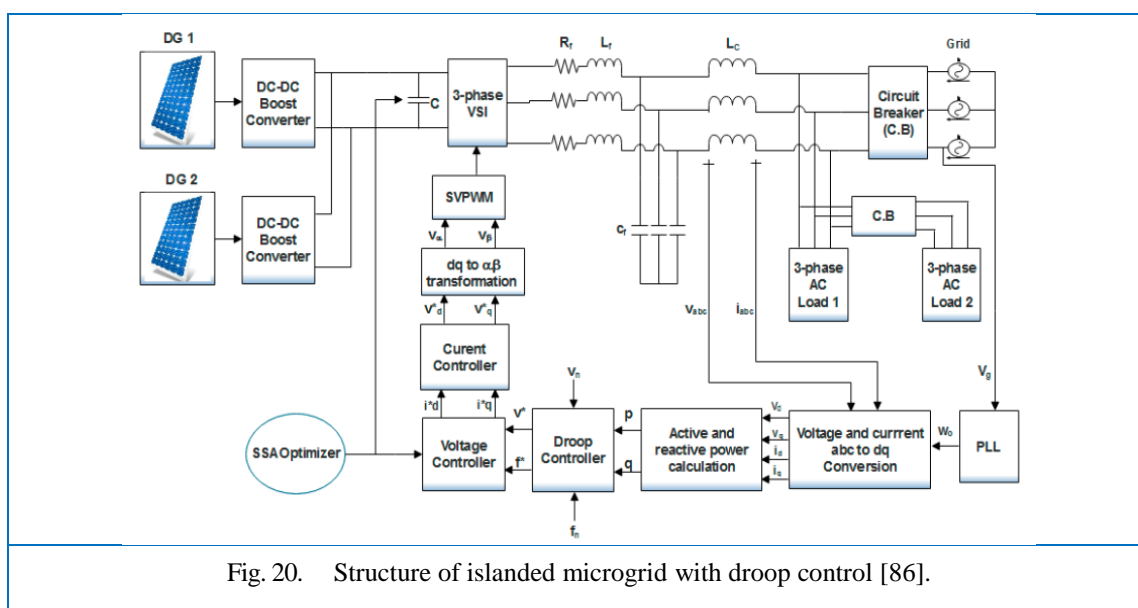 DG 1
DC-DC
Boost
Converter
C
3-phase
VSI
Rf
Lf
LC
Grid
Circuit
Breaker
(C.B)
DG 2
DC-DC
Boost
Converter
SVPWM
Vα
Vβ
cf
C.B
3-phase
AC
Load 1
3-phase
AC
Load 2
dq to αβ
transformation
V*d
V*q
Vabc
iabc
Curent
Controller
i*d
i*q
Vn
Vg
SSA Optimizer
Voltage
Controller
V*
f*
Droop
Controller
p
q
Active and
reactive power
calculation
Vd
Vq
id
iq
Voltage and currrent
abc to dq
Conversion
Wo
PLL
fn
Fig. 20. Structure of islanded microgrid with droop control [86].